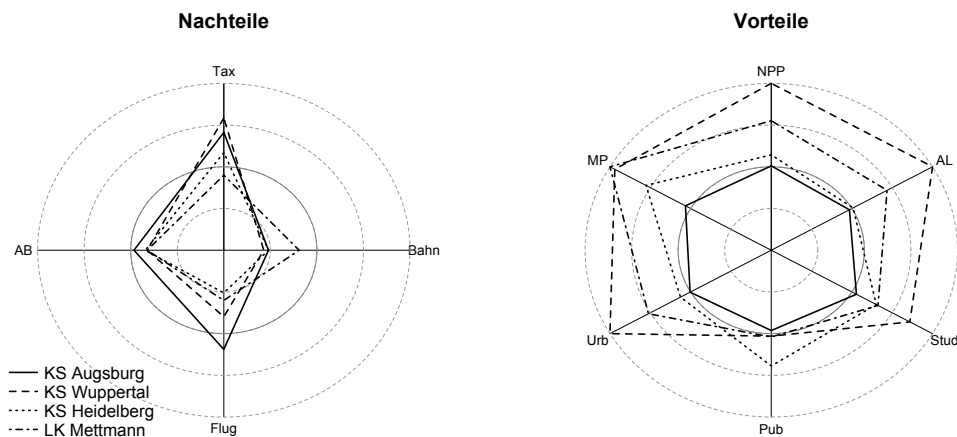 Nachteile
Tax
AB
Bahn
Flug
KS Augsburg
KS Wuppertal
KS Heidelberg
LK Mettmann
Vorteile
NPP
MP
AL
Urb
Stud
Pub